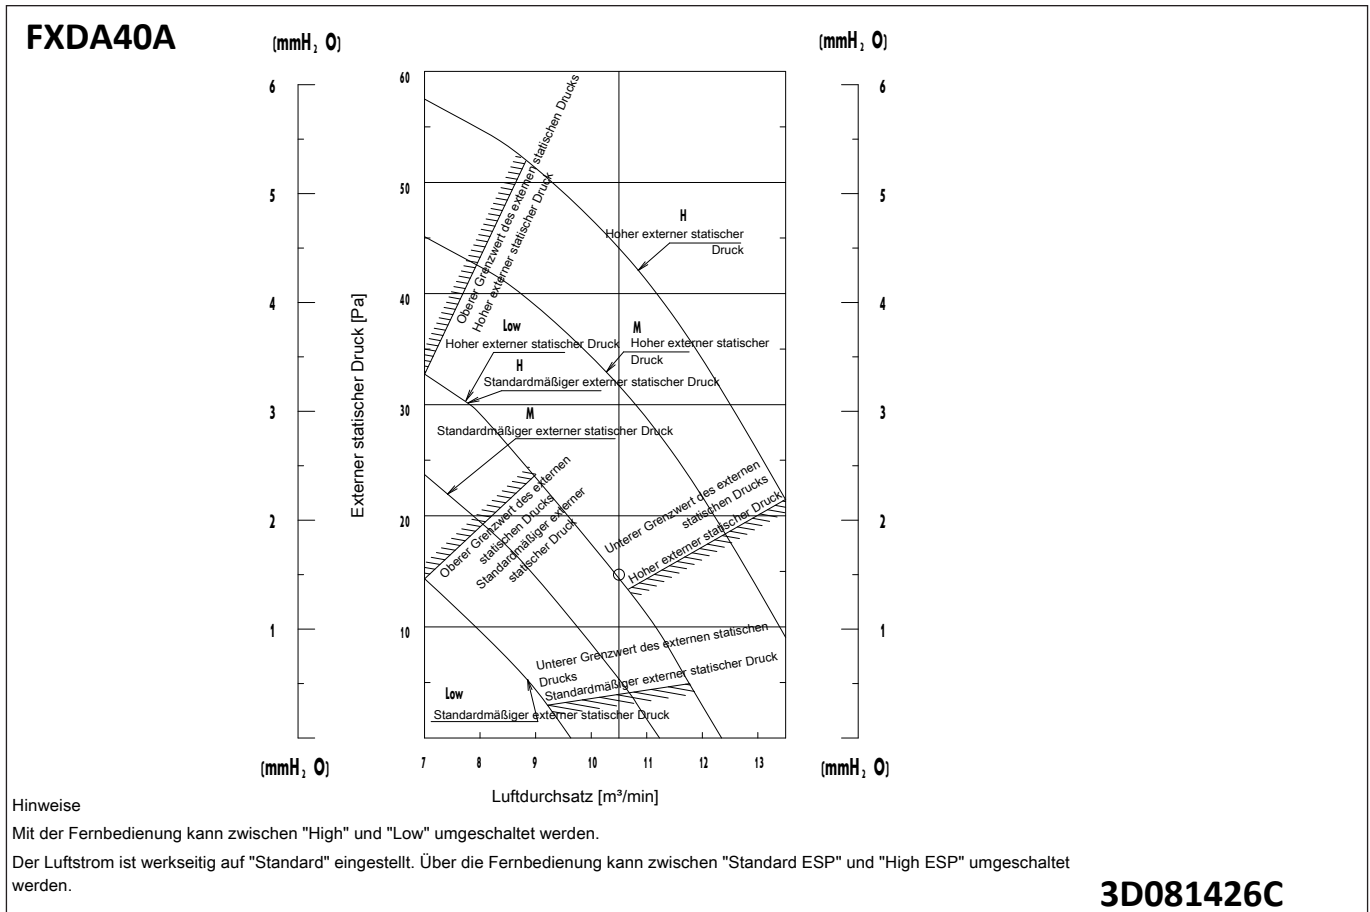 FXDA40A
(mmH₂ O)
(mmH₂ O)
6
5
4
3
2
1
Externer statischer Druck [Pa]
60
50
40
30
20
10
Oberer Grenzwert des externen statischen Drucks
Hoher externer statischer Druck
H
Hoher externer statischer
Druck
Low
Hoher externer statischer Druck
M
Hoher externer statischer
Druck
H
Standardmäßiger externer statischer Druck
M
Standardmäßiger externer statischer Druck
Oberer Grenzwert des externen
statischen Drucks
Standardmäßiger externer
statischer Druck
Unterer Grenzwert des externen
statischen Drucks
Hoher externer statischer Druck
Unterer Grenzwert des externen statischen
Drucks
Standardmäßiger externer statischer Druck
Low
Standardmäßiger externer statischer Druck
6
5
4
3
2
1
7 8 9 10 11 12 13
(mmH₂ O)
(mmH₂ O)
Luftdurchsatz [m³/min]
Hinweise
Mit der Fernbedienung kann zwischen "High" und "Low" umgeschaltet werden.
Der Luftstrom ist werkseitig auf "Standard" eingestellt. Über die Fernbedienung kann zwischen "Standard ESP" und "High ESP" umgeschaltet
werden.
3D081426C